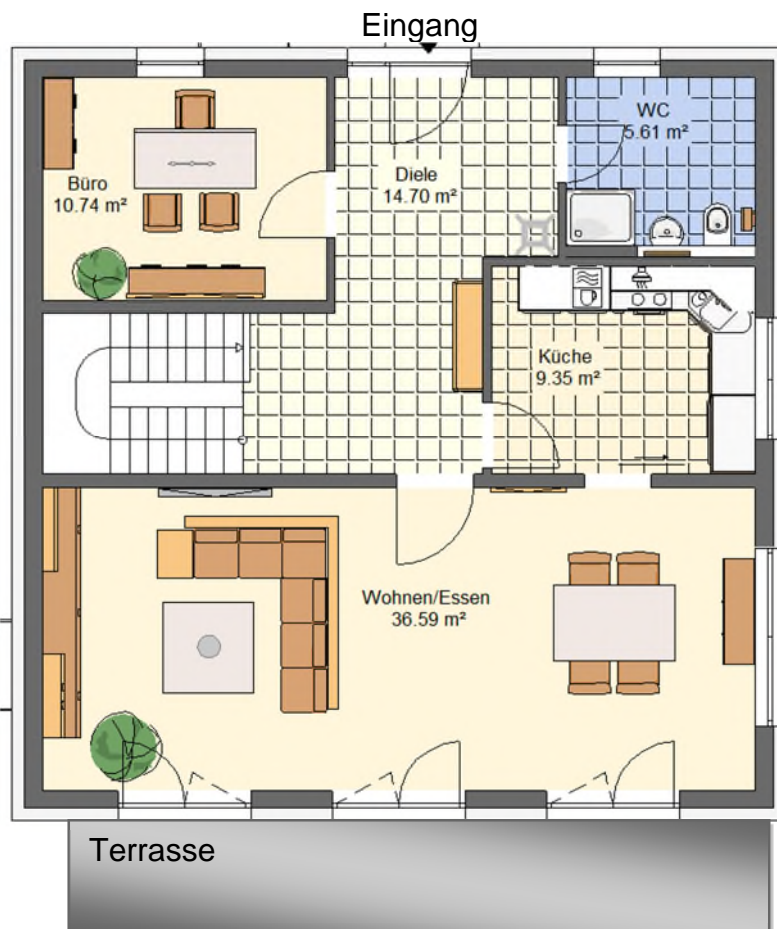 Eingang
WC
5.61 m²
Diele
14.70 m²
Büro
10.74 m²
Küche
9.35 m²
Wohnen/Essen
36.59 m²
Terrasse